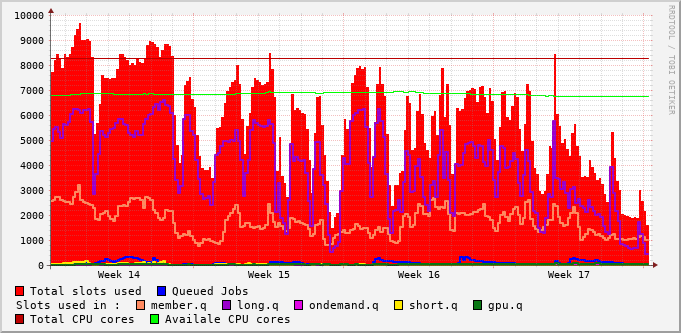 10000
9000
8000
7000
6000
5000
4000
3000
2000
1000
0
Week 14 Week 15 Week 16 Week 17
RRDTOOL / TOBI OETIKER
Total slots used Queued Jobs
Slots used in : member.q long.q ondemand.q short.q gpu.q
Total CPU cores Availale CPU cores